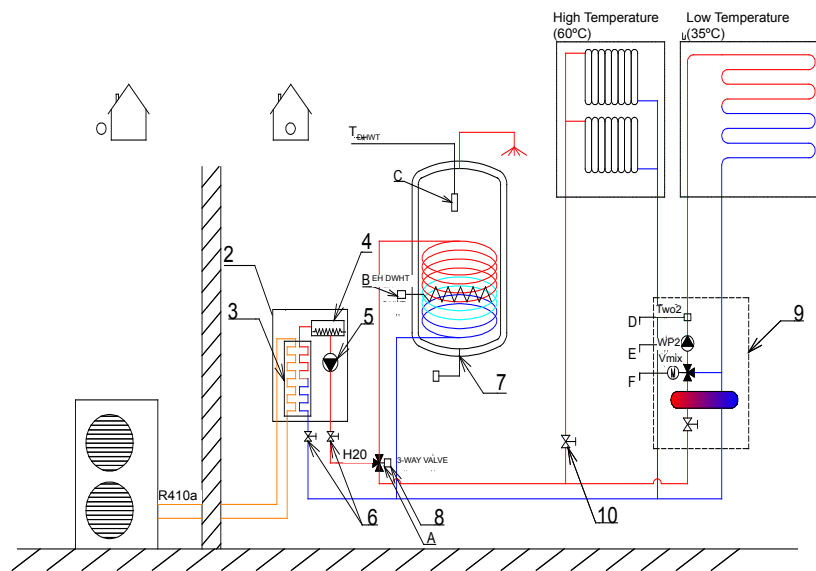 High Temperature
(60ºC)
Low Temperature
(35ºC)
T DHWT
C
2
4
B EH DWHT
3
5
Two2
D
9
WP2
E
Vmix
F
7
H20
3-WAY VALVE
R410a
6
8
10
A